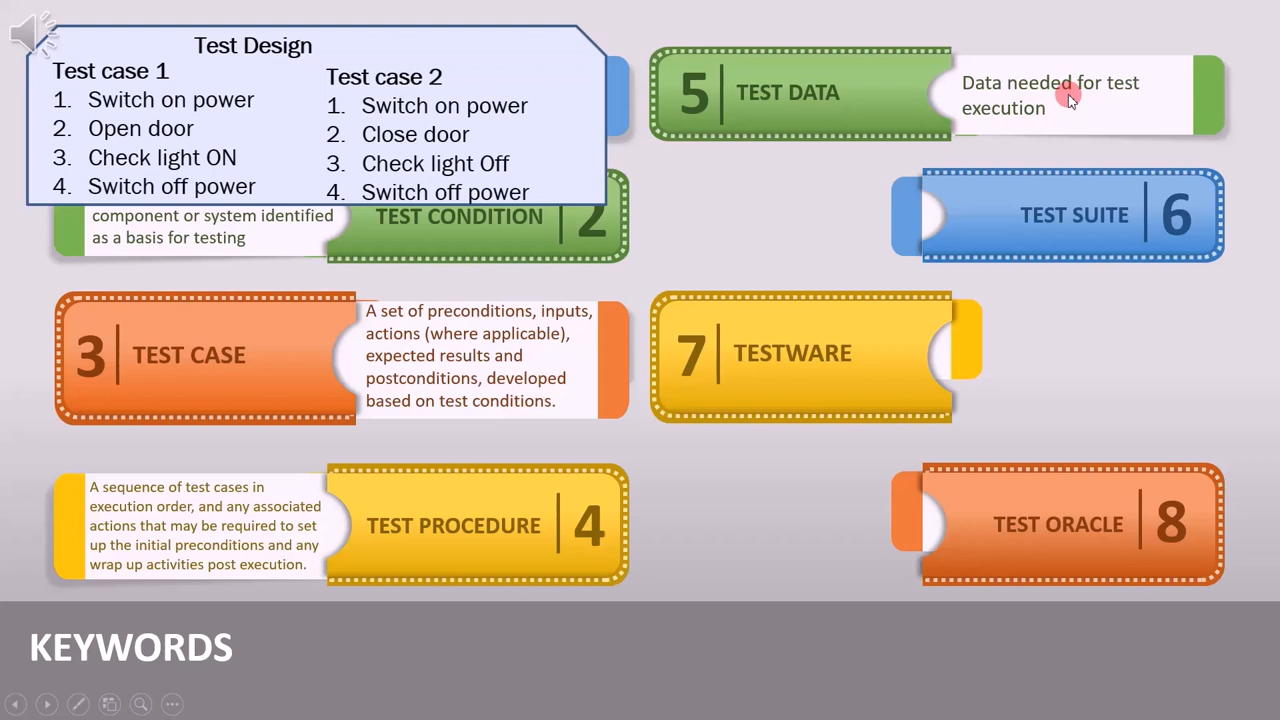 Test Design
Test case 1
1. Switch on power
2. Open door
3. Check light ON
4. Switch off power
Test case 2
1. Switch on power
2. Close door
3. Check light Off
4. Switch off power
component or system identified
as a basis for testing
TEST CONDITION
2
3
TEST CASE
A set of preconditions, inputs,
actions (where applicable),
expected results and
postconditions, developed
based on test conditions.
A sequence of test cases in
execution order, and any associated
actions that may be required to set
up the initial preconditions and any
wrap up activities post execution.
TEST PROCEDURE
4
5
TEST DATA
Data needed for test
execution
TEST SUITE
6
7
TESTWARE
TEST ORACLE
8
KEYWORDS